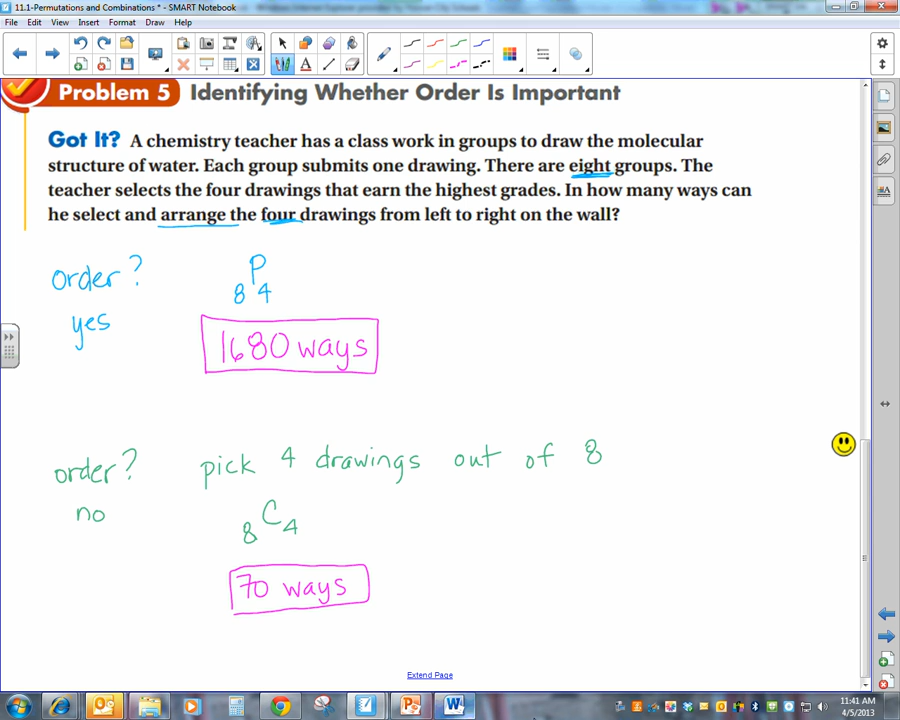 11.1-Permutations and Combinations * - SMART Notebook
File Edit View Insert Format Draw Help
Problem 5 Identifying Whether Order Is Important
Got It? A chemistry teacher has a class work in groups to draw the molecular
structure of water. Each group submits one drawing. There are eight groups. The
teacher selects the four drawings that earn the highest grades. In how many ways can
he select and arrange the four drawings from left to right on the wall?
order?
8 P 4
yes
1680 ways
order? pick 4 drawings out of 8
no
8 C 4
70 ways
Extend Page
11:41 AM
4/5/2013